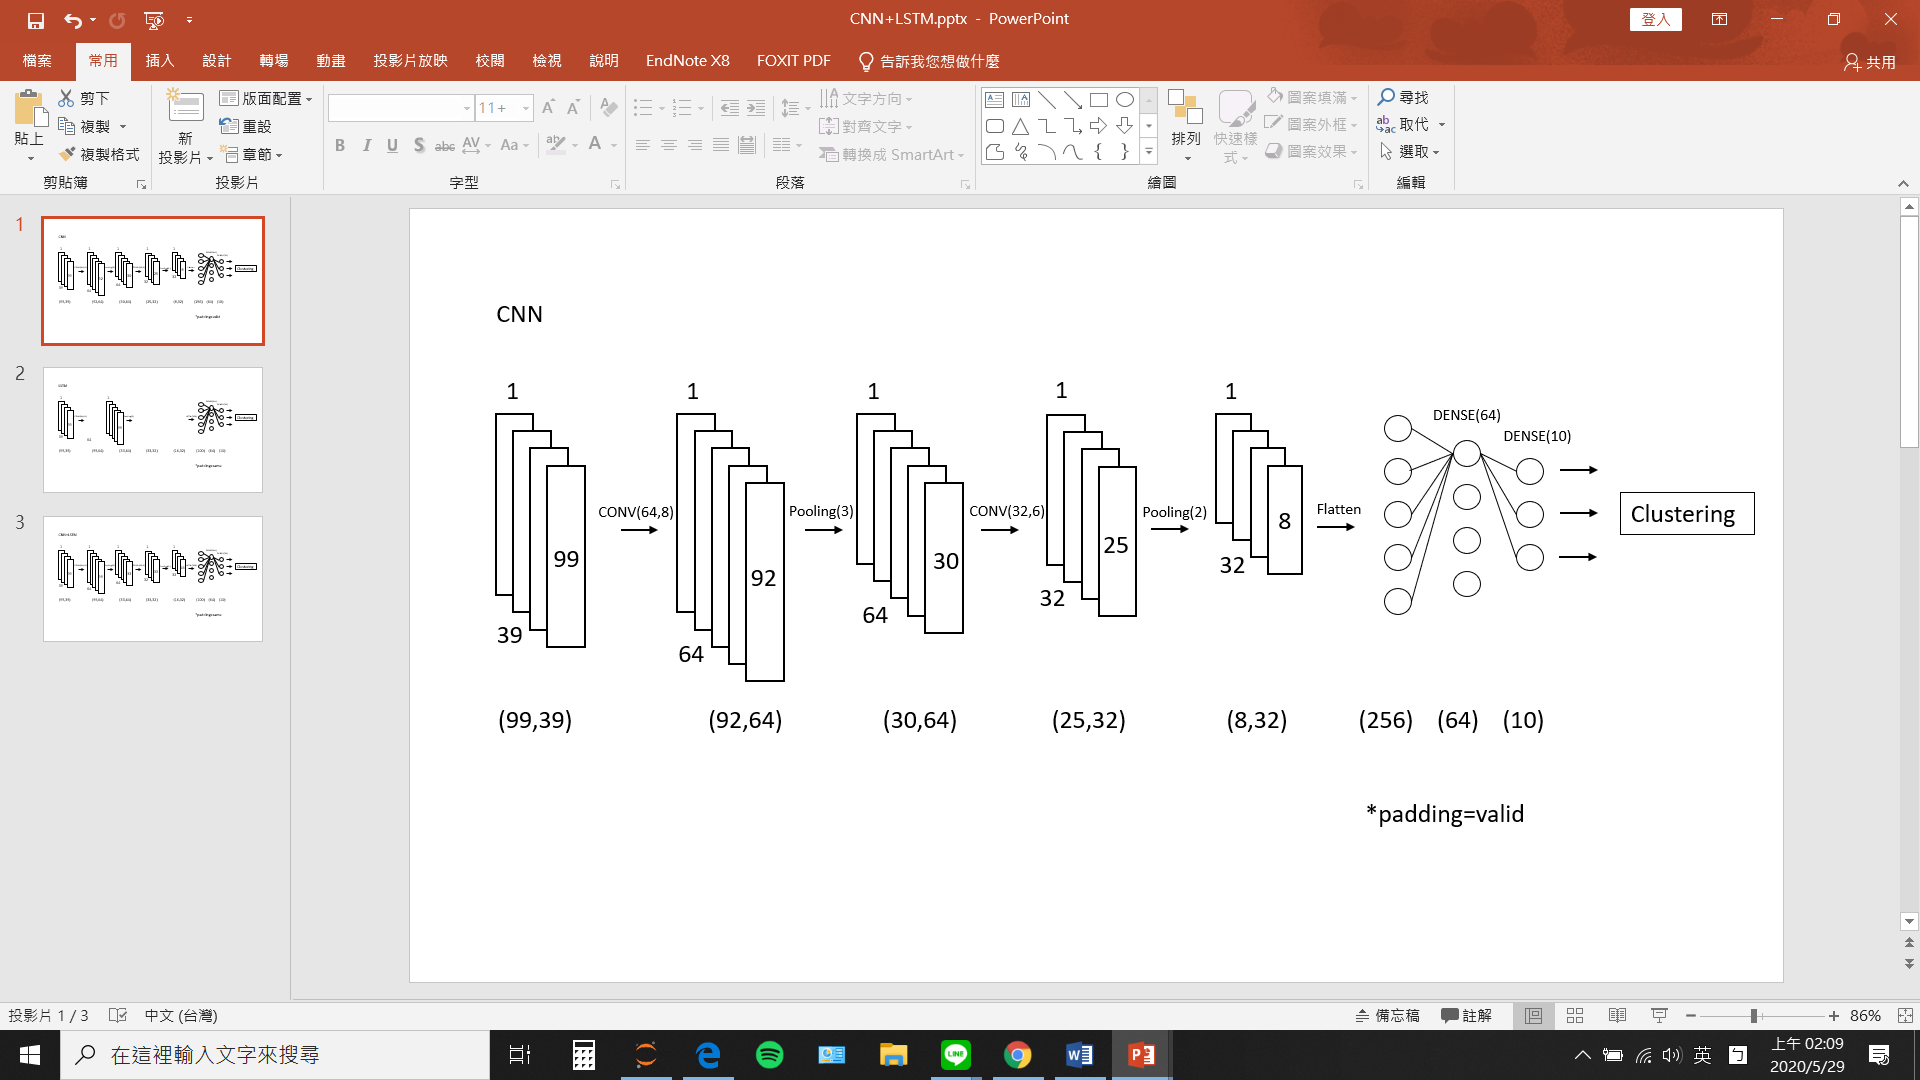 CNN+LSTM.pptx - PowerPoint
登入
檔案 常用 插入 設計 轉場 動畫 投影片放映 校閱 檢視 說明 EndNote X8 FOXIT PDF 告訴我您想做什麼 共用
貼上
剪下
複製
複製格式
剪貼簿
新
投影片
版面配置
重設
章節
投影片
11+
B I U S abc AV Aa A
字型
文字方向
對齊文字
轉換成 SmartArt
段落
排列
快速樣
式
圖案填滿
圖案外框
圖案效果
繪圖
尋找
取代
選取
編輯
1
2
3
CNN
1 1 1 1 1
DENSE(64)
DENSE(10)
CONV(64,8) Pooling(3) CONV(32,6) Pooling(2) Flatten
99 92 30 25 8
Clustering
39 64 64 32 32
(99,39) (92,64) (30,64) (25,32) (8,32) (256) (64) (10)
*padding=valid
投影片 1 / 3 中文 (台灣) 備忘稿 註解 86%
在這裡輸入文字來搜尋
英
上午 02:09
2020/5/29